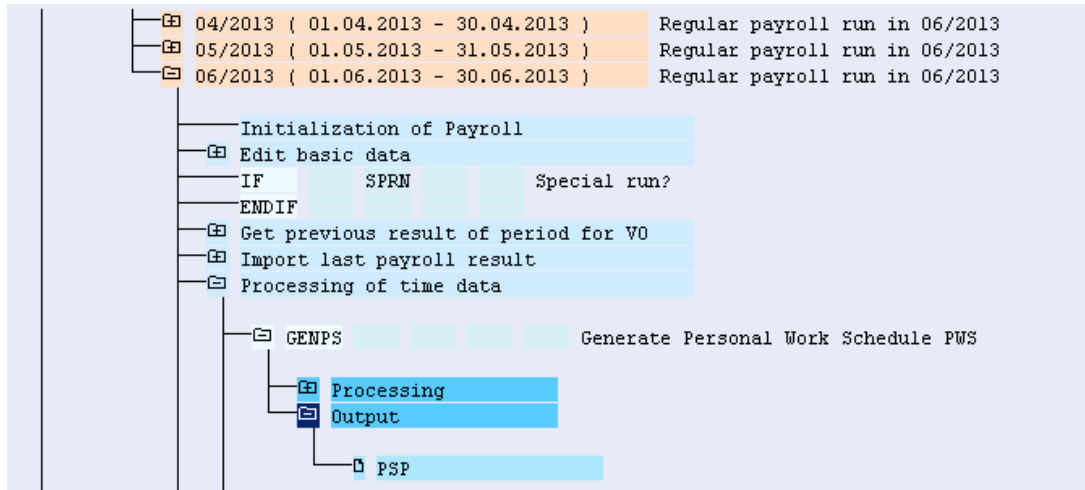 04/2013 ( 01.04.2013 - 30.04.2013 ) Regular payroll run in 06/2013
05/2013 ( 01.05.2013 - 31.05.2013 ) Regular payroll run in 06/2013
06/2013 ( 01.06.2013 - 30.06.2013 ) Regular payroll run in 06/2013
Initialization of Payroll
Edit basic data
IF SPRN Special run?
ENDIF
Get previous result of period for V0
Import last payroll result
Processing of time data
GENPS Generate Personal Work Schedule PWS
Processing
Output
PSP